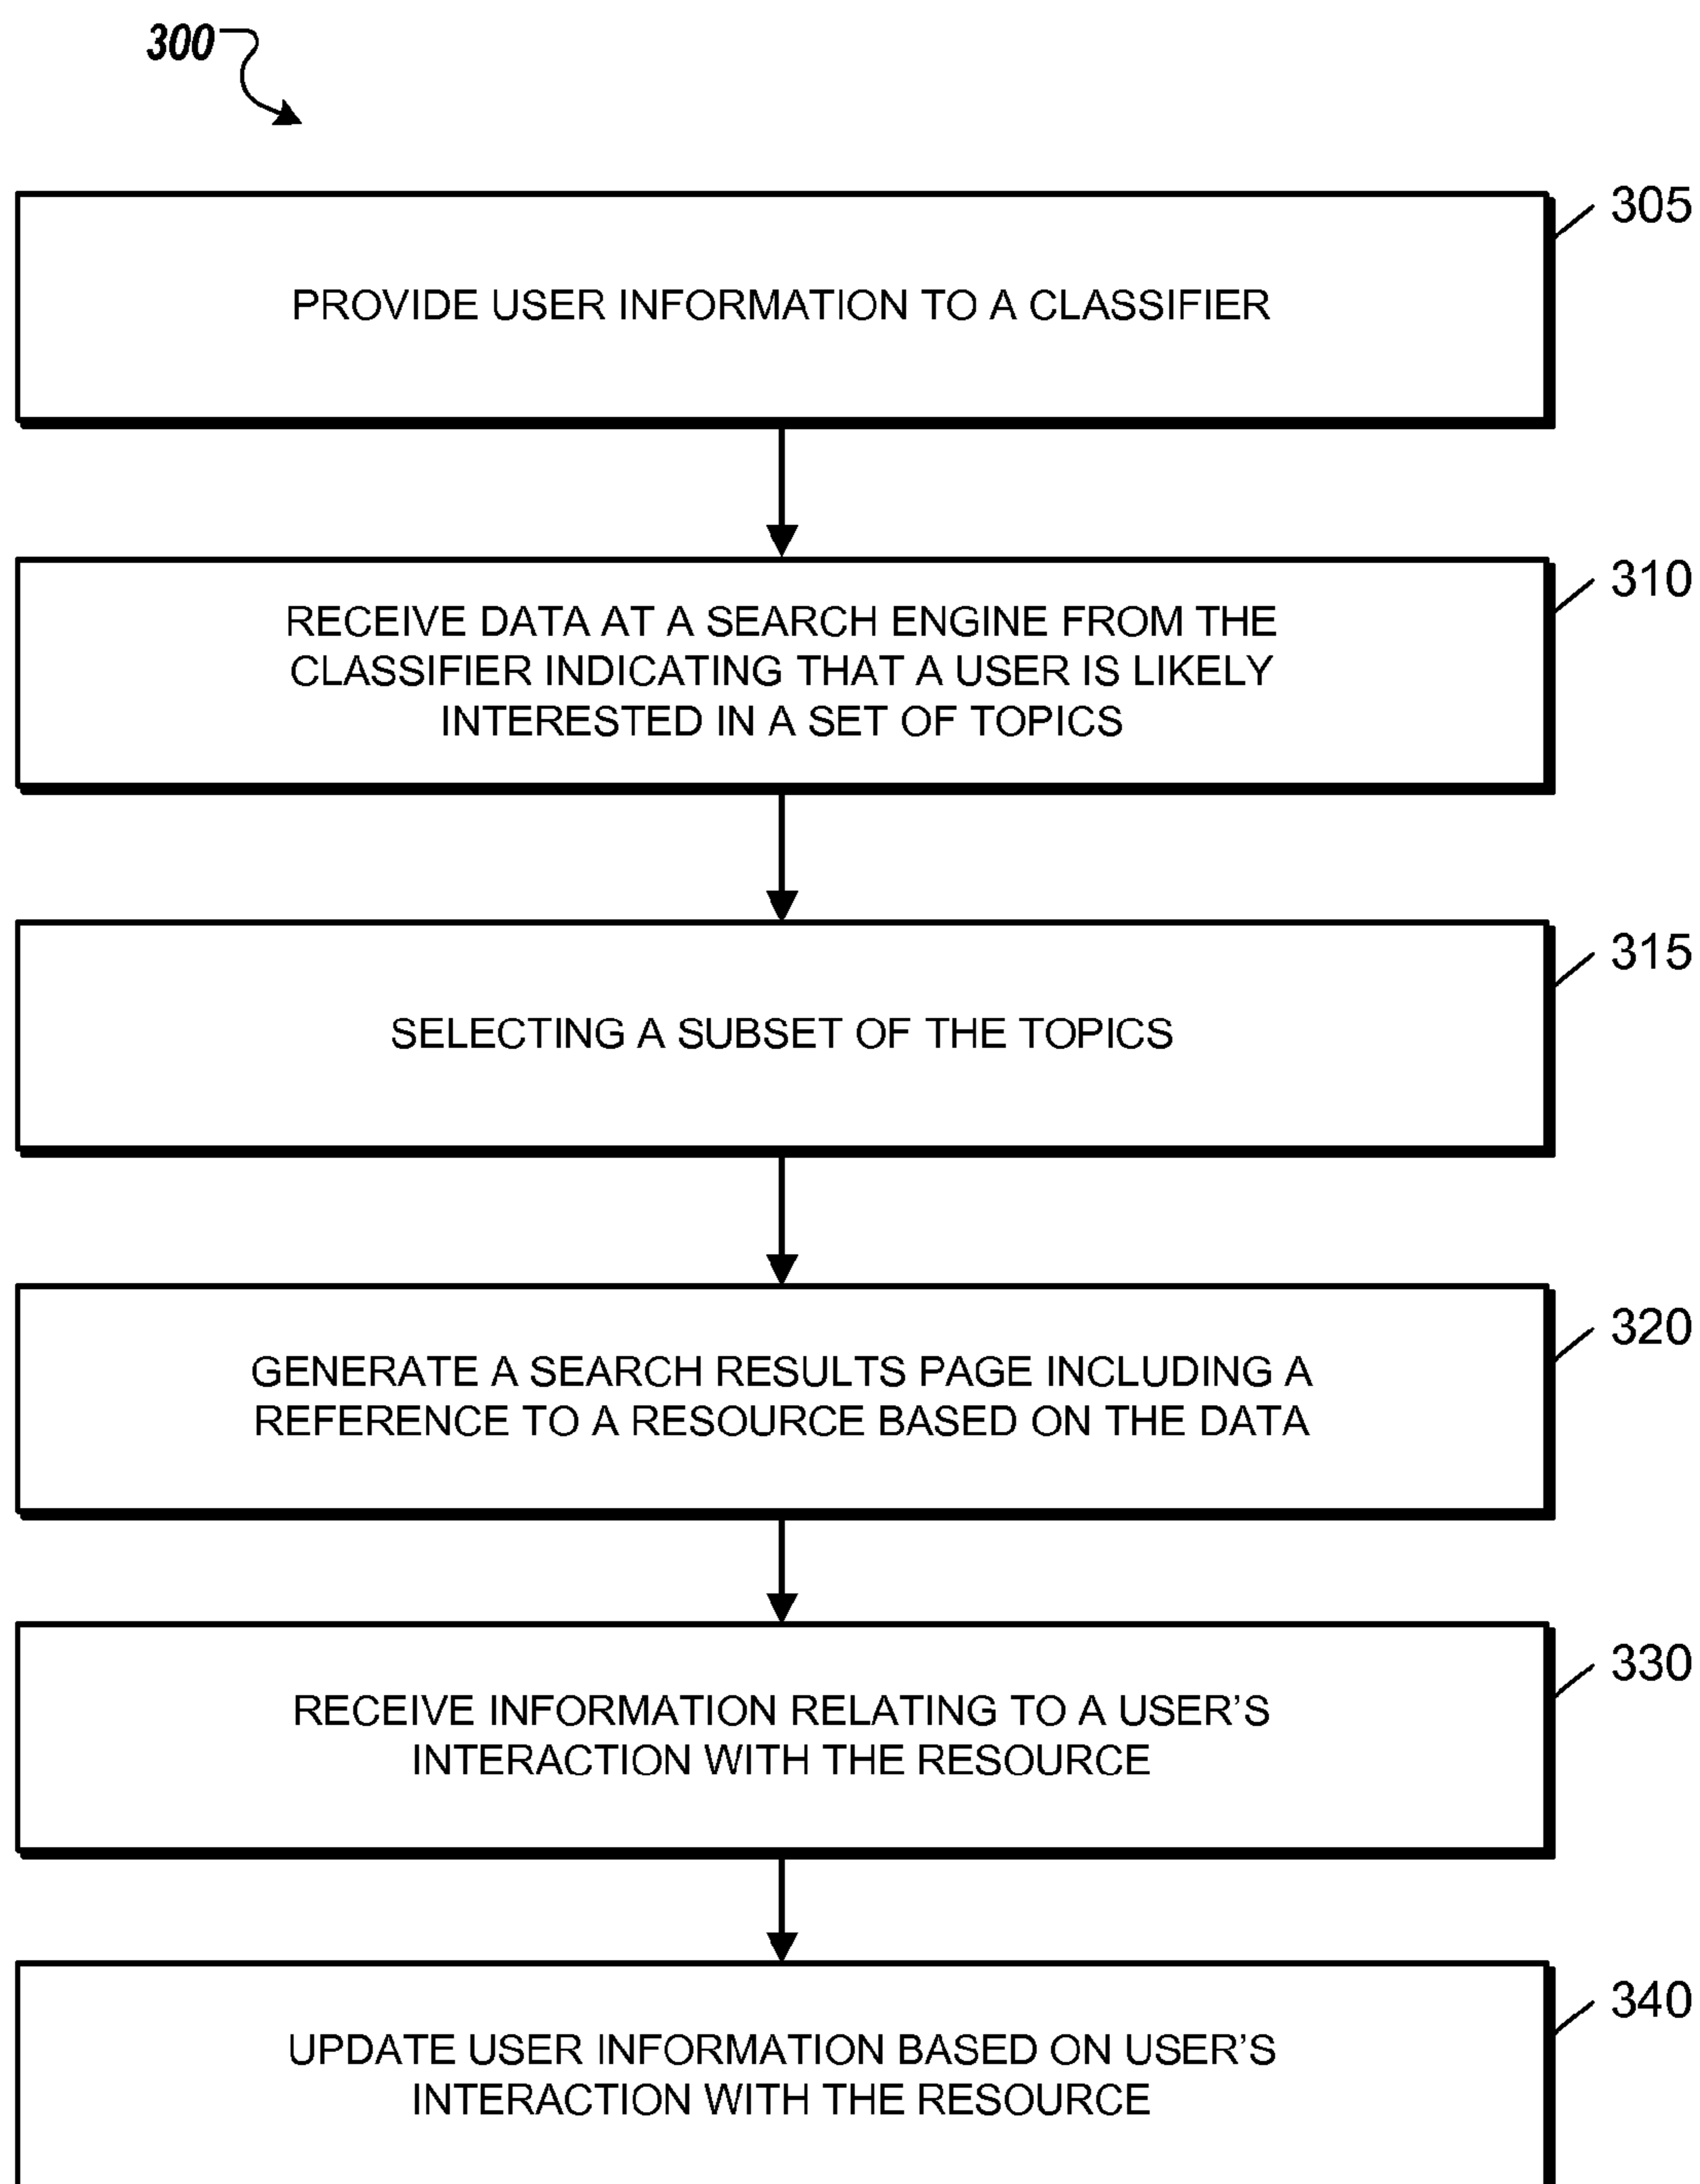 300
305
PROVIDE USER INFORMATION TO A CLASSIFIER
310
RECEIVE DATA AT A SEARCH ENGINE FROM THE
CLASSIFIER INDICATING THAT A USER IS LIKELY
INTERESTED IN A SET OF TOPICS
315
SELECTING A SUBSET OF THE TOPICS
320
GENERATE A SEARCH RESULTS PAGE INCLUDING A
REFERENCE TO A RESOURCE BASED ON THE DATA
330
RECEIVE INFORMATION RELATING TO A USER'S
INTERACTION WITH THE RESOURCE
340
UPDATE USER INFORMATION BASED ON USER'S
INTERACTION WITH THE RESOURCE